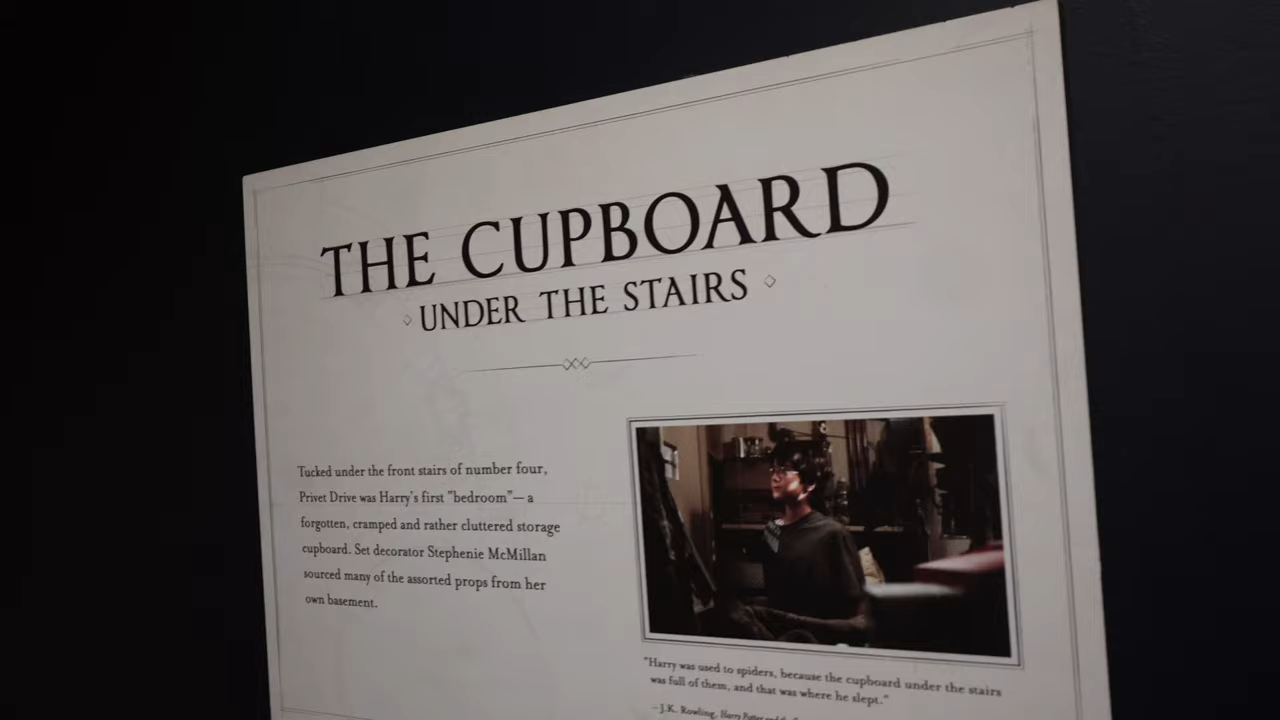 THE CUPBOARD
UNDER THE STAIRS
Tucked under the front stairs of number four,
Privet Drive was Harry's first "bedroom"— a
forgotten, cramped and rather cluttered storage
cupboard. Set decorator Stephenie McMillan
sourced many of the assorted props from her
own basement.
"Harry was used to spiders, because the cupboard under the stairs
was full of them, and that was where he slept."
– J.K. Rowling, Harry Potter and the